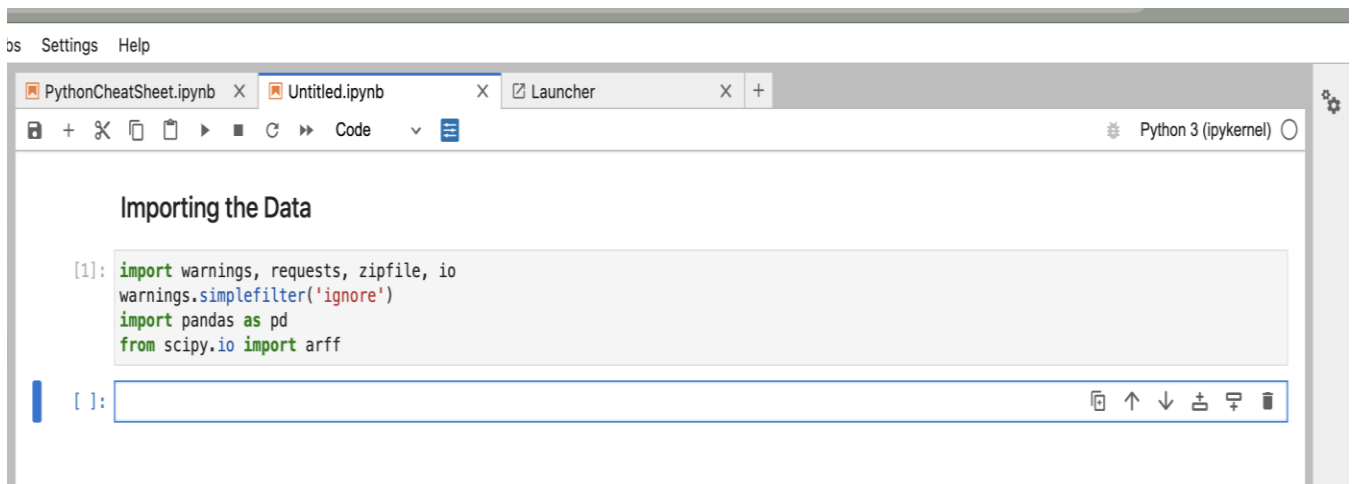 bs Settings Help
PythonCheatSheet.ipynb X Untitled.ipynb X Launcher X +
Code Python 3 (ipykernel)
Importing the Data
[1]: import warnings, requests, zipfile, io
warnings.simplefilter('ignore')
import pandas as pd
from scipy.io import arff
[ ]: